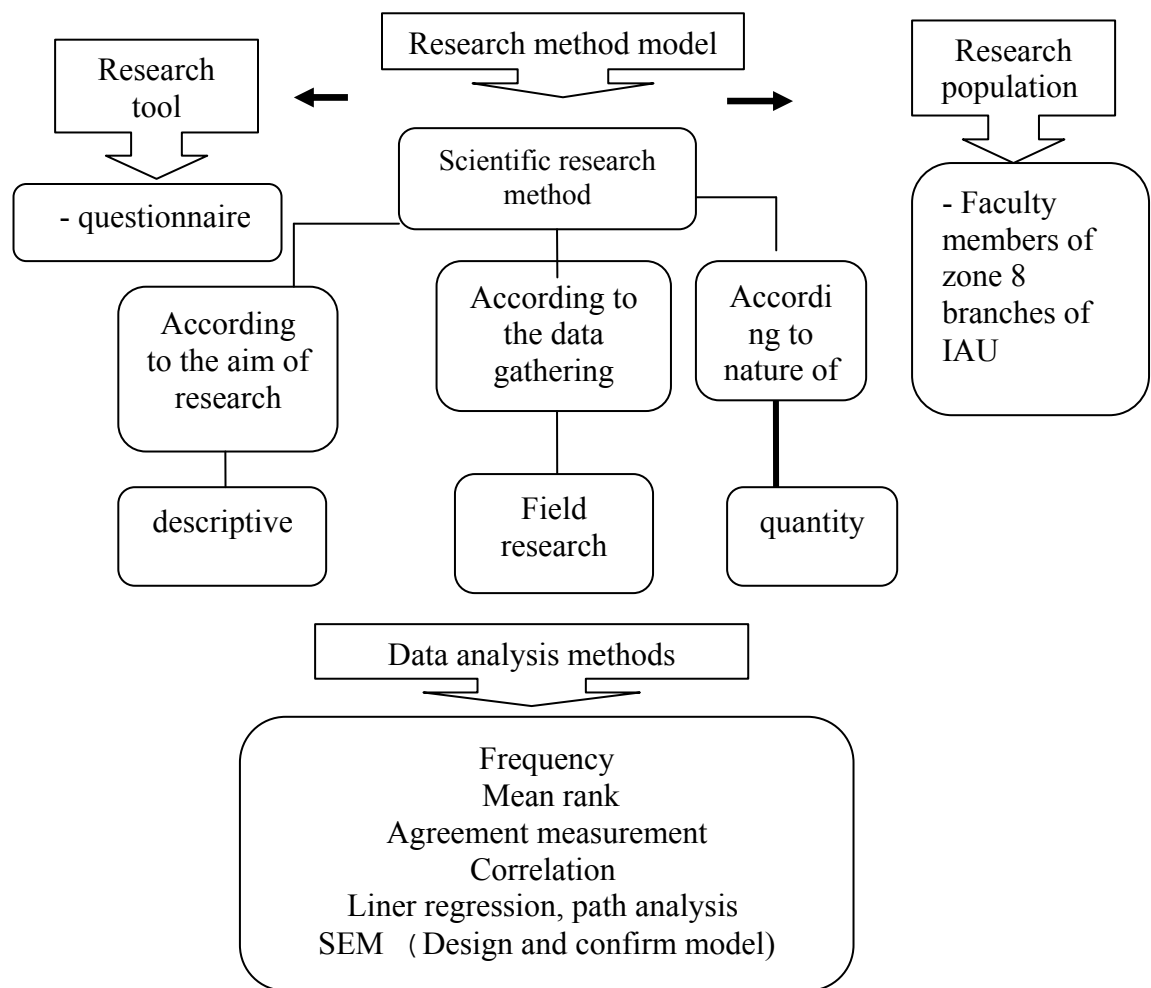 Research method model
Research
tool
Research
population
Scientific research
method
- questionnaire
- Faculty
members of
zone 8
branches of
IAU
According
to the aim of
research
According to
the data
gathering
Accordi
ng to
nature of
descriptive
Field
research
quantity
Data analysis methods
Frequency
Mean rank
Agreement measurement
Correlation
Liner regression, path analysis
SEM （Design and confirm model)